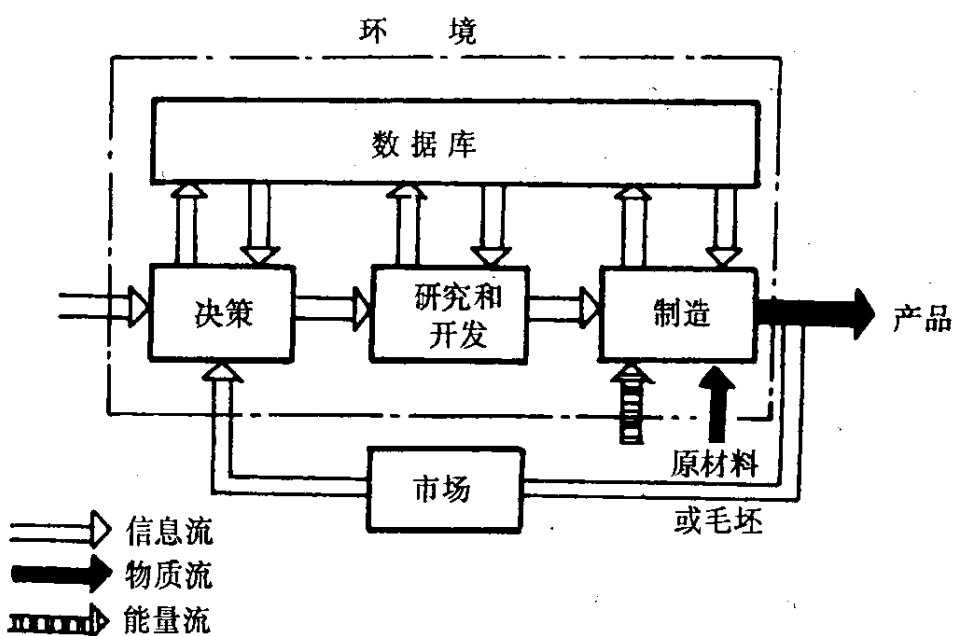 环 境
数据库
决策
研究和
开发
制造
产品
原材料
或毛坯
市场
信息流
物质流
能量流